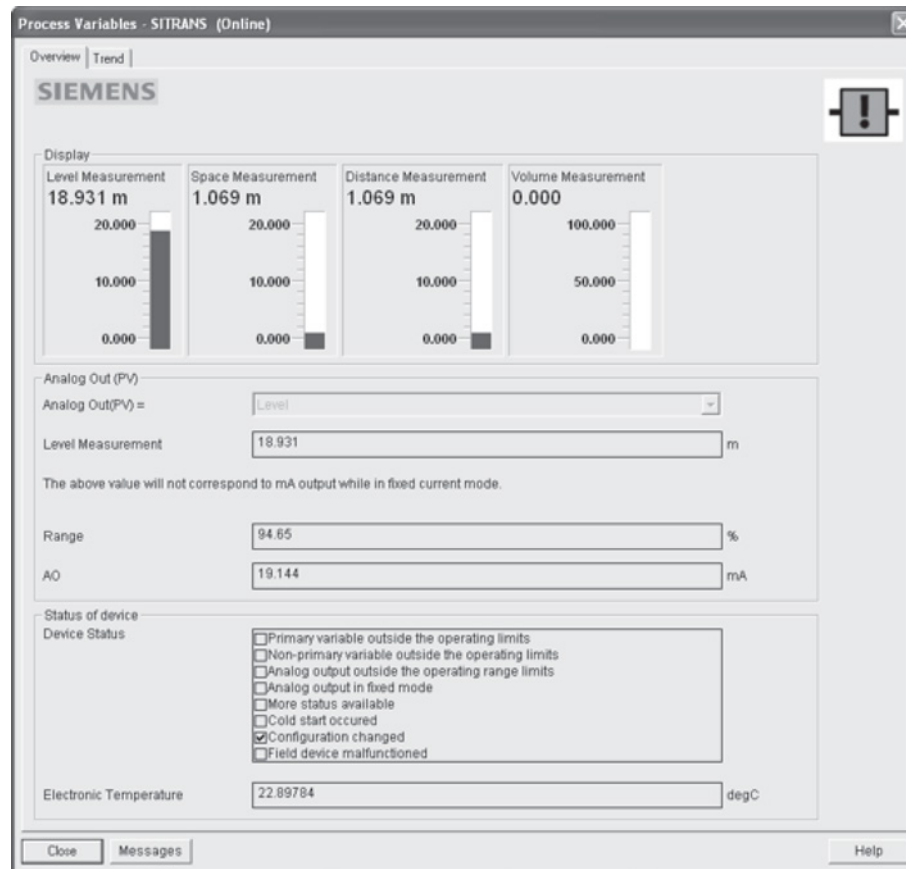 Process Variables - SITRANS (Online)
Overview Trend
SIEMENS
!
Display
Level Measurement Space Measurement Distance Measurement Volume Measurement
18.931 m 1.069 m 1.069 m 0.000
20.000 20.000 20.000 100.000
10.000 10.000 10.000 50.000
0.000 0.000 0.000 0.000
Analog Out (PV)
Analog Out(PV) = Level
Level Measurement 18.931 m
The above value will not correspond to mA output while in fixed current mode.
Range 94.65 %
AO 19.144 mA
Status of device
Device Status
Primary variable outside the operating limits
Non-primary variable outside the operating limits
Analog output outside the operating range limits
Analog output in fixed mode
More status available
Cold start occured
Configuration changed
Field device malfunctioned
Electronic Temperature 22.89784 degC
Close Messages Help